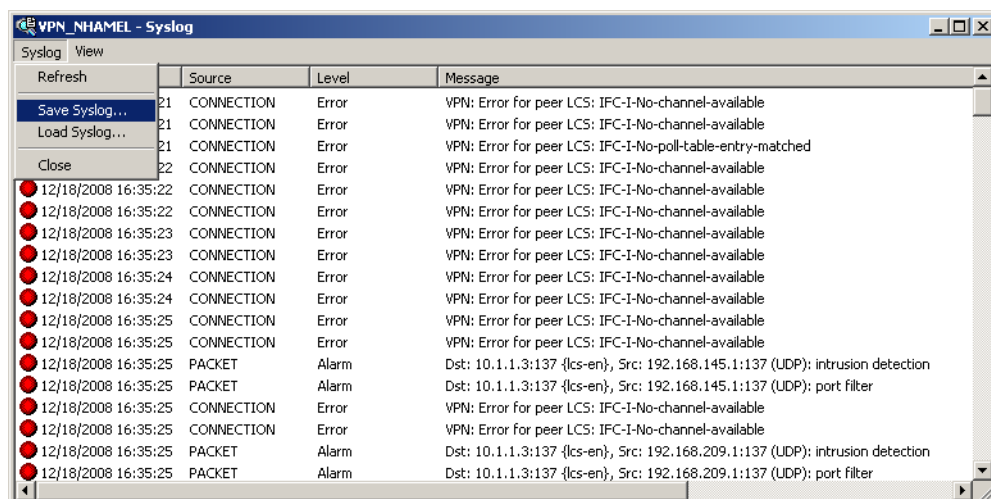 VPN_NHAMEL - Syslog
Syslog View
Refresh
Save Syslog...
Load Syslog...
Close
Source Level Message
21 CONNECTION Error VPN: Error for peer LCS: IFC-I-No-channel-available
21 CONNECTION Error VPN: Error for peer LCS: IFC-I-No-channel-available
21 CONNECTION Error VPN: Error for peer LCS: IFC-I-No-poll-table-entry-matched
22 CONNECTION Error VPN: Error for peer LCS: IFC-I-No-channel-available
12/18/2008 16:35:22 CONNECTION Error VPN: Error for peer LCS: IFC-I-No-channel-available
12/18/2008 16:35:22 CONNECTION Error VPN: Error for peer LCS: IFC-I-No-channel-available
12/18/2008 16:35:23 CONNECTION Error VPN: Error for peer LCS: IFC-I-No-channel-available
12/18/2008 16:35:23 CONNECTION Error VPN: Error for peer LCS: IFC-I-No-channel-available
12/18/2008 16:35:24 CONNECTION Error VPN: Error for peer LCS: IFC-I-No-channel-available
12/18/2008 16:35:24 CONNECTION Error VPN: Error for peer LCS: IFC-I-No-channel-available
12/18/2008 16:35:25 CONNECTION Error VPN: Error for peer LCS: IFC-I-No-channel-available
12/18/2008 16:35:25 CONNECTION Error VPN: Error for peer LCS: IFC-I-No-channel-available
12/18/2008 16:35:25 PACKET Alarm Dst: 10.1.1.3:137 {lcs-en}, Src: 192.168.145.1:137 (UDP): intrusion detection
12/18/2008 16:35:25 PACKET Alarm Dst: 10.1.1.3:137 {lcs-en}, Src: 192.168.145.1:137 (UDP): port filter
12/18/2008 16:35:25 CONNECTION Error VPN: Error for peer LCS: IFC-I-No-channel-available
12/18/2008 16:35:25 CONNECTION Error VPN: Error for peer LCS: IFC-I-No-channel-available
12/18/2008 16:35:25 PACKET Alarm Dst: 10.1.1.3:137 {lcs-en}, Src: 192.168.209.1:137 (UDP): intrusion detection
12/18/2008 16:35:25 PACKET Alarm Dst: 10.1.1.3:137 {lcs-en}, Src: 192.168.209.1:137 (UDP): port filter